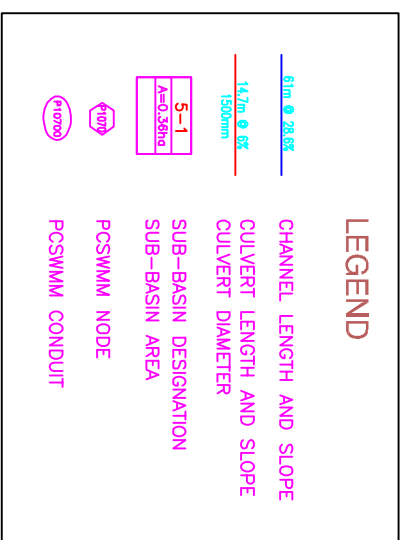 LEGEND
61m @ 28.6% CHANNEL LENGTH AND SLOPE
14.7m @ 6% CULVERT LENGTH AND SLOPE
1500mm CULVERT DIAMETER
5-1 SUB-BASIN DESIGNATION
A=0.36ha SUB-BASIN AREA
P1070 PCSWMM NODE
P10700 PCSWMM CONDUIT